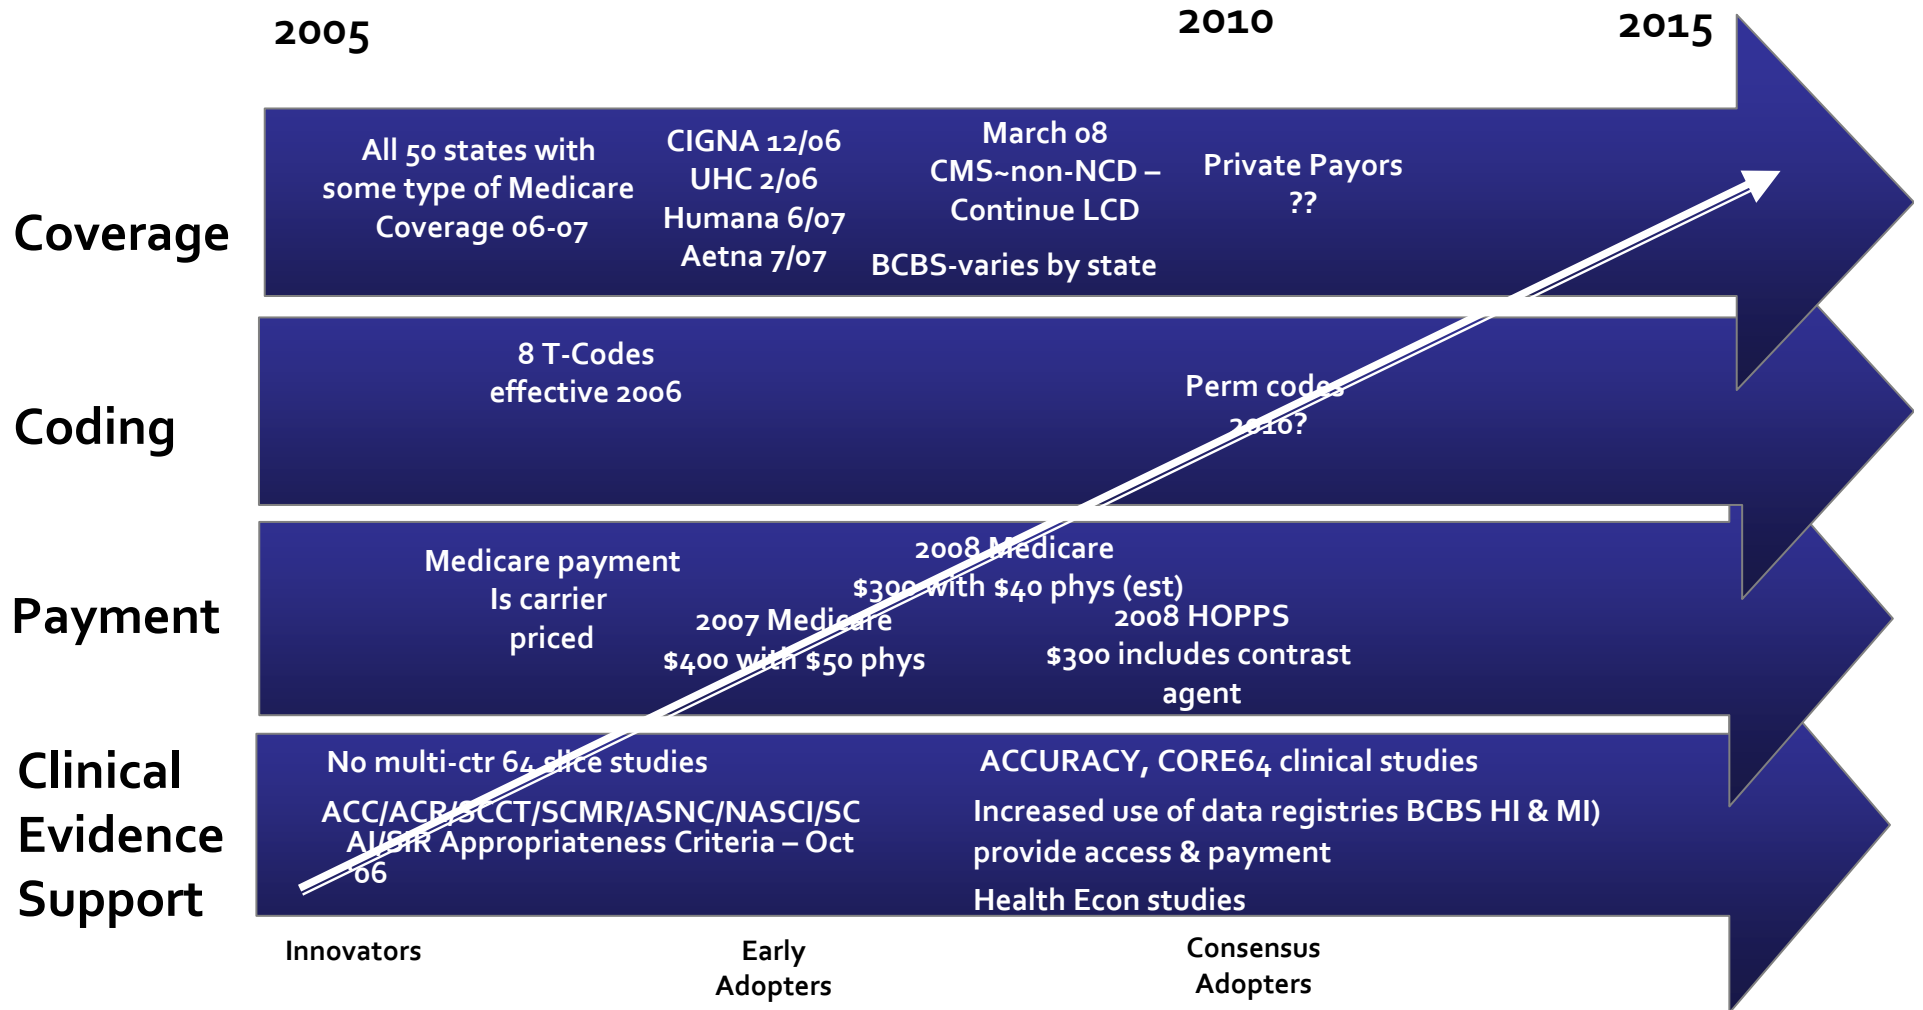 2005
2010
2015
Coverage
All 50 states with
some type of Medicare
Coverage 06-07
CIGNA 12/06
UHC 2/06
Humana 6/07
Aetna 7/07
March 08
CMS~non-NCD –
Continue LCD
BCBS-varies by state
Private Payors
??
Coding
8 T-Codes
effective 2006
Perm codes
2010?
Payment
Medicare payment
Is carrier
priced
2007 Medicare
$400 with $50 phys
2008 Medicare
$300 with $40 phys (est)
2008 HOPPS
$300 includes contrast
agent
Clinical
Evidence
Support
No multi-ctr 64 slice studies
ACC/ACR/SCCT/SCMR/ASNC/NASCI/SC
AI/SIR Appropriateness Criteria – Oct
06
ACCURACY, CORE64 clinical studies
Increased use of data registries BCBS HI & MI)
provide access & payment
Health Econ studies
Innovators
Early
Adopters
Consensus
Adopters